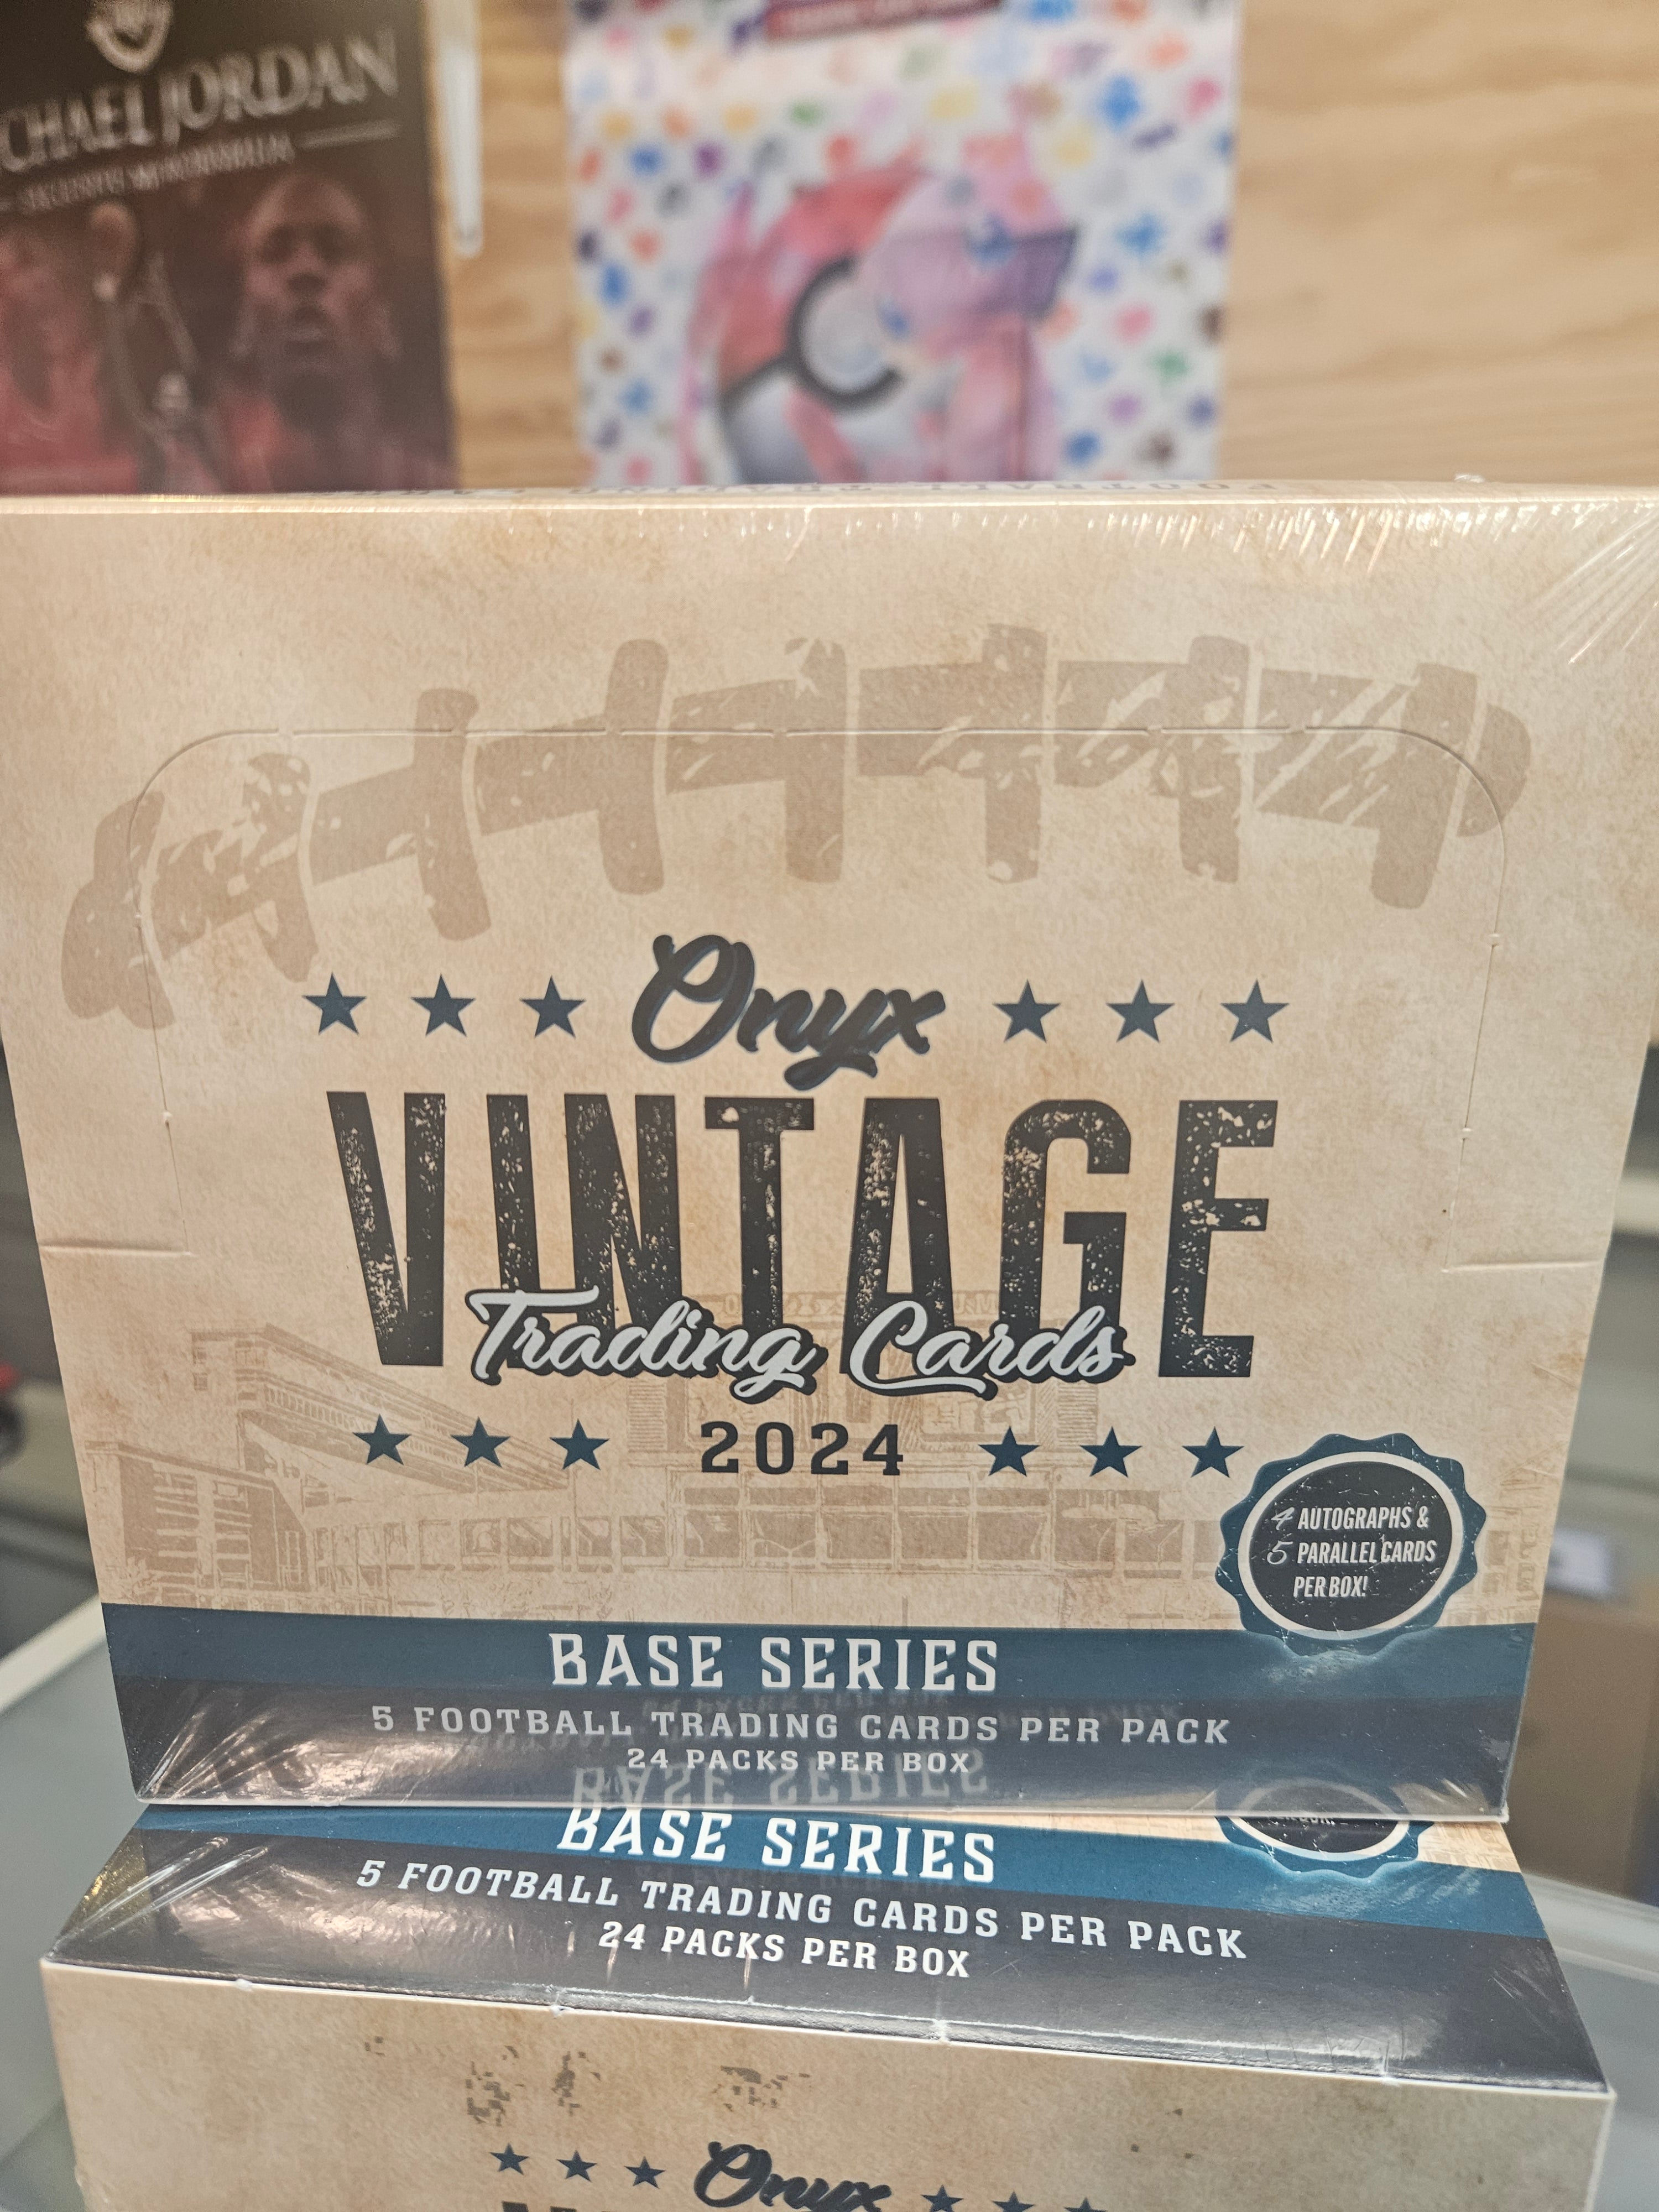 MICHAEL JORDAN
Onyx
VINTAGE
Trading Cards
2024
4 AUTOGRAPHS &
5 PARALLEL CARDS
PER BOX!
BASE SERIES
5 FOOTBALL TRADING CARDS PER PACK
24 PACKS PER BOX
BASE SERIES
5 FOOTBALL TRADING CARDS PER PACK
24 PACKS PER BOX
Onyx